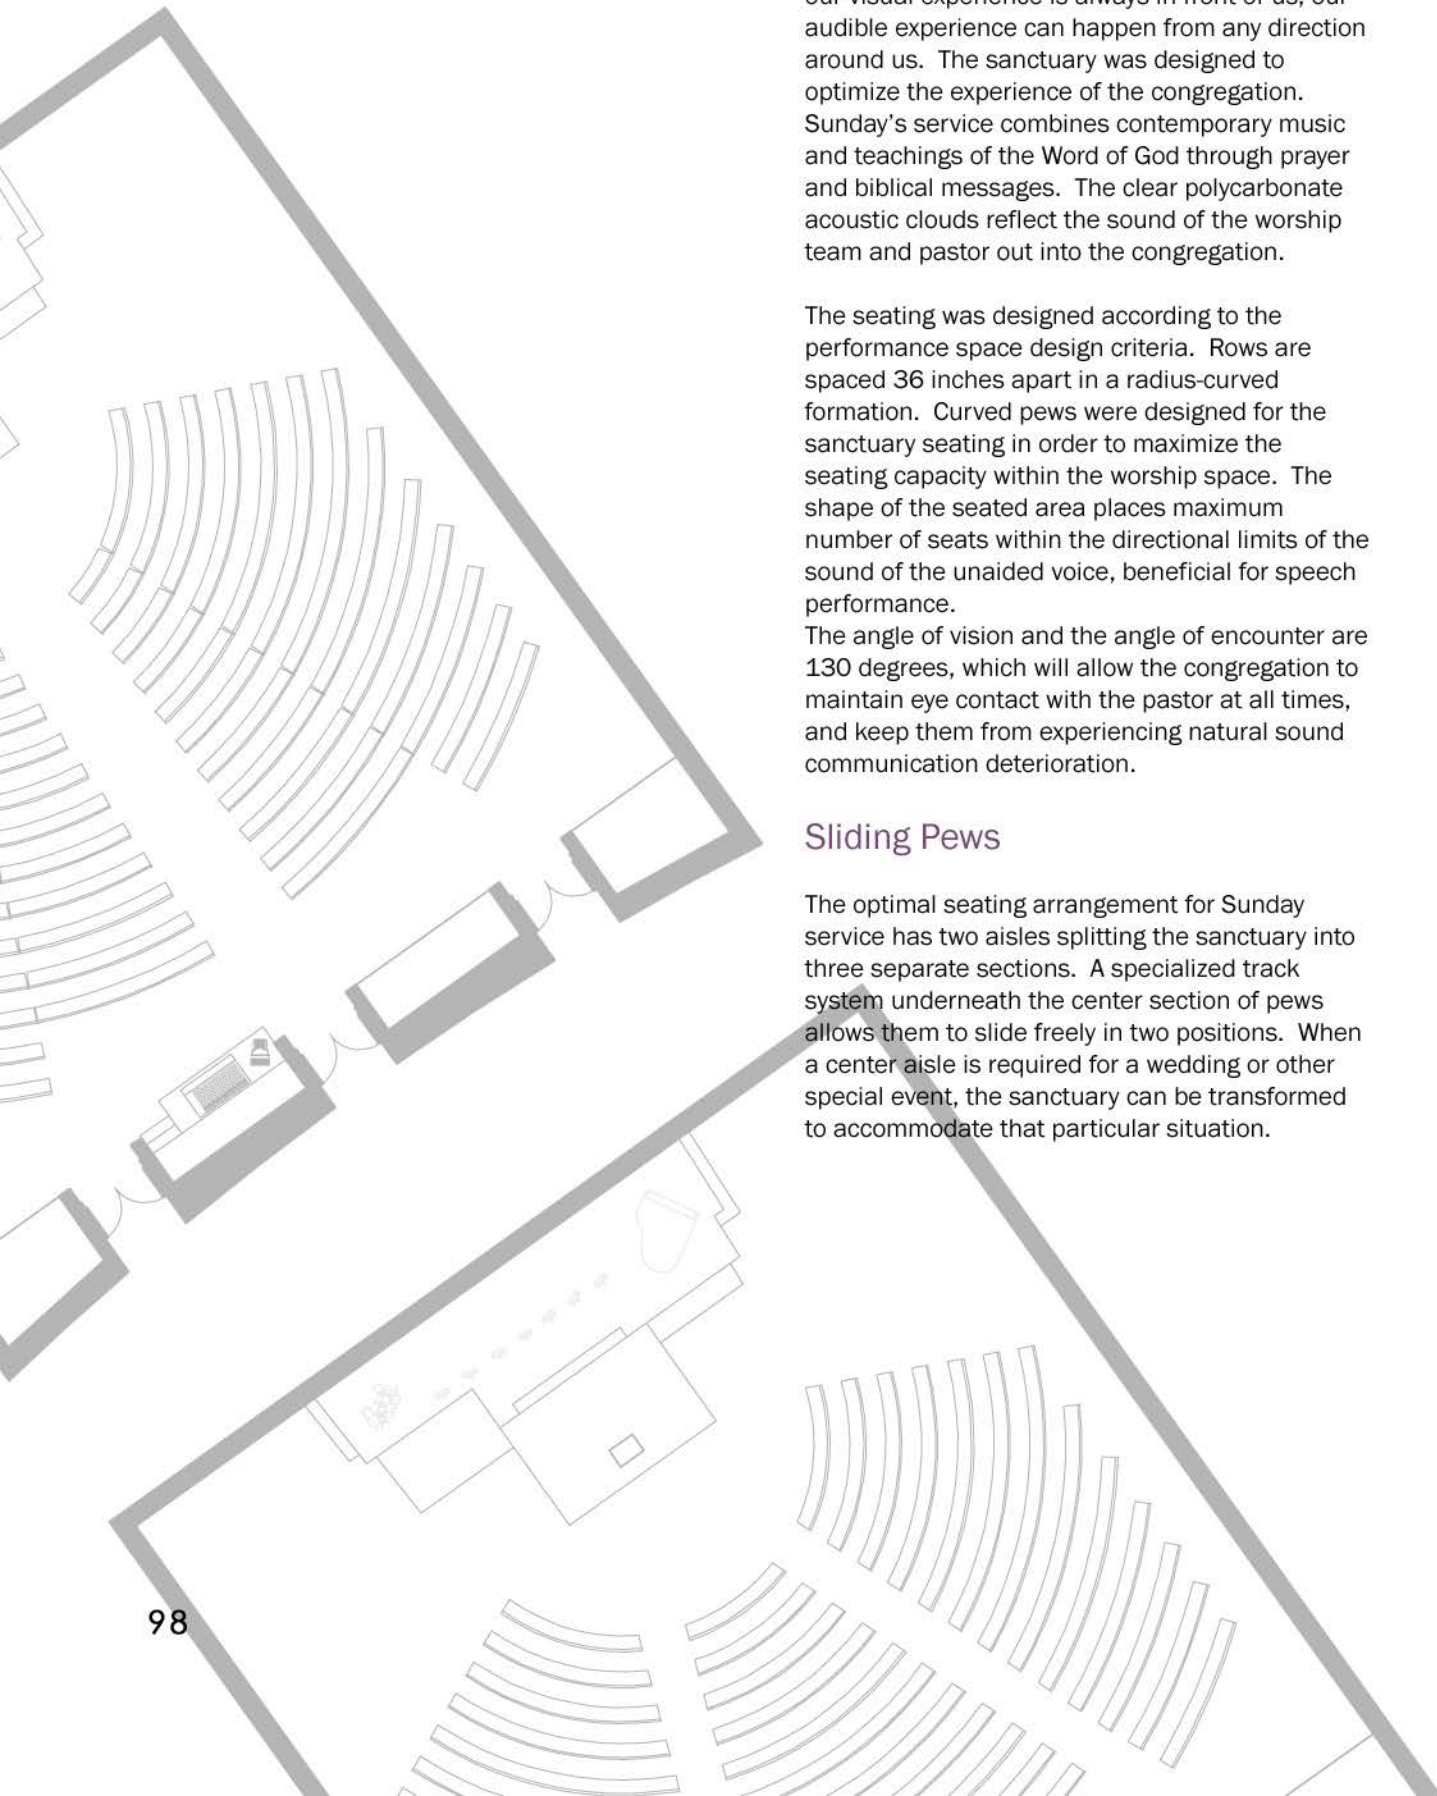 our visual experience is always in front of us, our
audible experience can happen from any direction
around us. The sanctuary was designed to
optimize the experience of the congregation.
Sunday's service combines contemporary music
and teachings of the Word of God through prayer
and biblical messages. The clear polycarbonate
acoustic clouds reflect the sound of the worship
team and pastor out into the congregation.
The seating was designed according to the
performance space design criteria. Rows are
spaced 36 inches apart in a radius-curved
formation. Curved pews were designed for the
sanctuary seating in order to maximize the
seating capacity within the worship space. The
shape of the seated area places maximum
number of seats within the directional limits of the
sound of the unaided voice, beneficial for speech
performance.
The angle of vision and the angle of encounter are
130 degrees, which will allow the congregation to
maintain eye contact with the pastor at all times,
and keep them from experiencing natural sound
communication deterioration.
Sliding Pews
The optimal seating arrangement for Sunday
service has two aisles splitting the sanctuary into
three separate sections. A specialized track
system underneath the center section of pews
allows them to slide freely in two positions. When
a center aisle is required for a wedding or other
special event, the sanctuary can be transformed
to accommodate that particular situation.
98